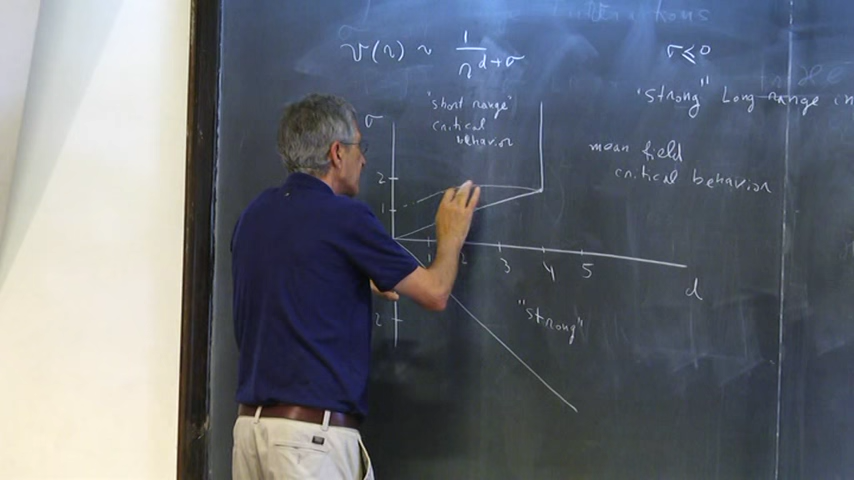 v(r) ~ 1/r^{d+σ}
σ ≤ 0
"strong" Long-range in
"short range"
critical
behavior
mean field
critical behavior
σ
2
1
1 2 3 4 5
d
2
"strong"